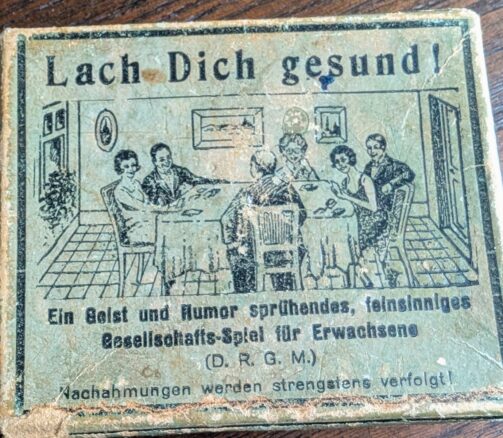 Lach Dich gesund!
Ein Geist und Humor sprühendes, feinsinniges
Gesellschafts-Spiel für Erwachsene
(D. R. G. M.)
Nachahmungen werden strengstens verfolgt!